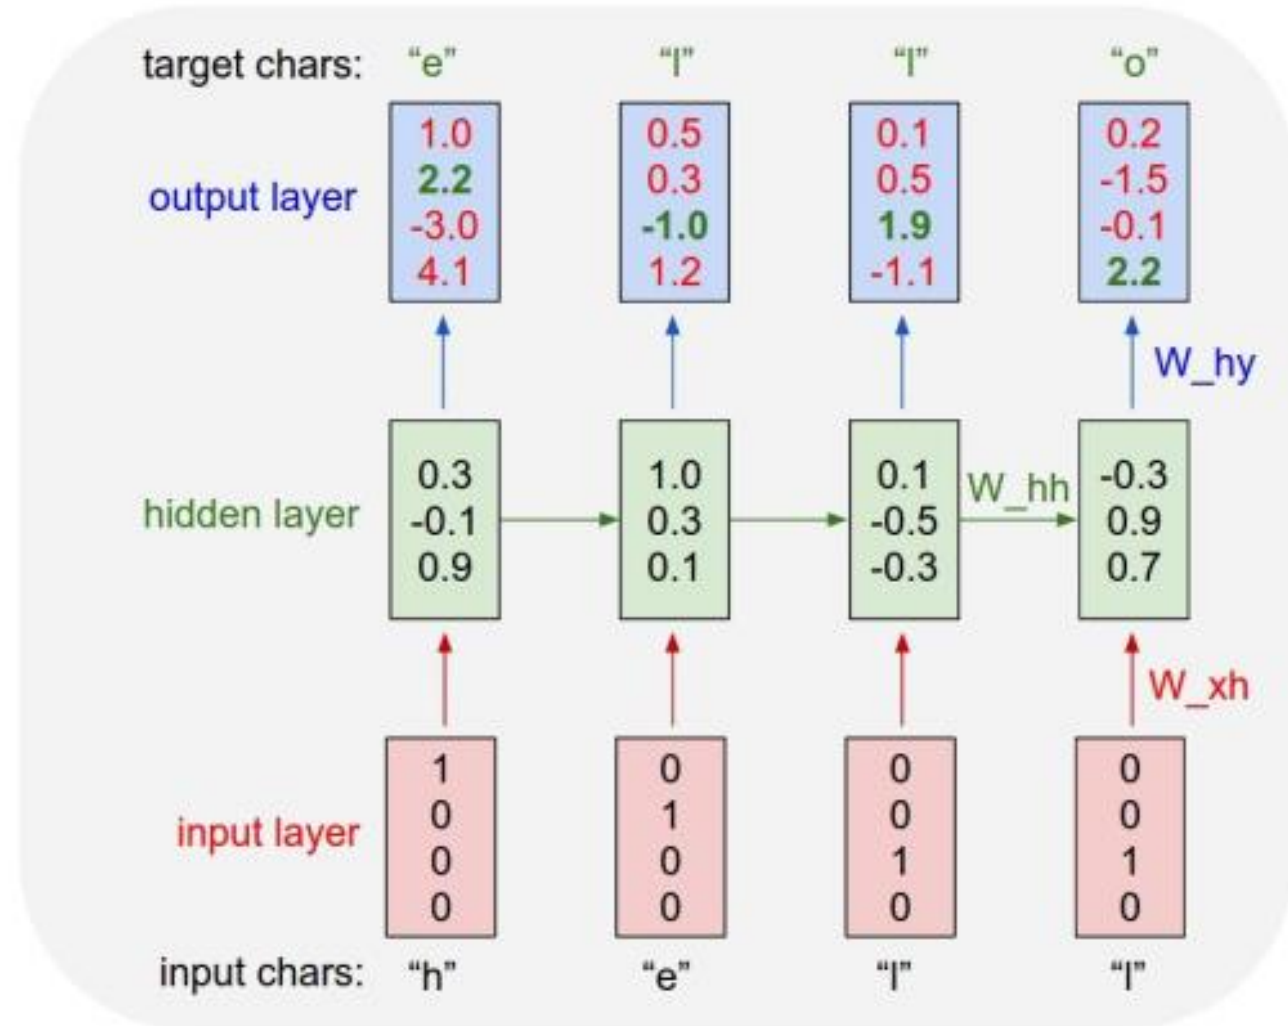 target chars: “e” “l” “l” “o”
1.0 0.5 0.1 0.2
output layer 2.2 0.3 0.5 -1.5
-3.0 -1.0 1.9 -0.1
4.1 1.2 -1.1 2.2
W_hy
0.3 1.0 0.1 W_hh -0.3
hidden layer -0.1 0.3 -0.5 0.9
0.9 0.1 -0.3 0.7
W_xh
1 0 0 0
input layer 0 1 0 0
0 0 1 1
0 0 0 0
input chars: “h” “e” “l” “l”